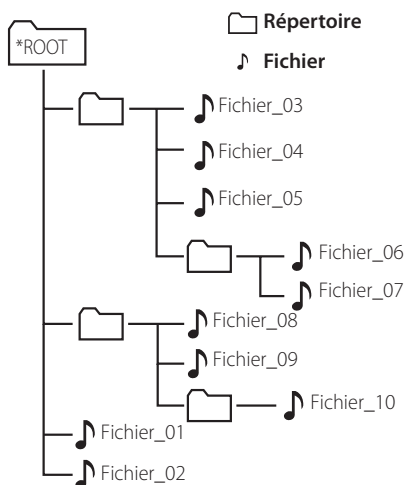 *ROOT
Répertoire
Fichier
Fichier_03
Fichier_04
Fichier_05
Fichier_06
Fichier_07
Fichier_08
Fichier_09
Fichier_10
Fichier_01
Fichier_02